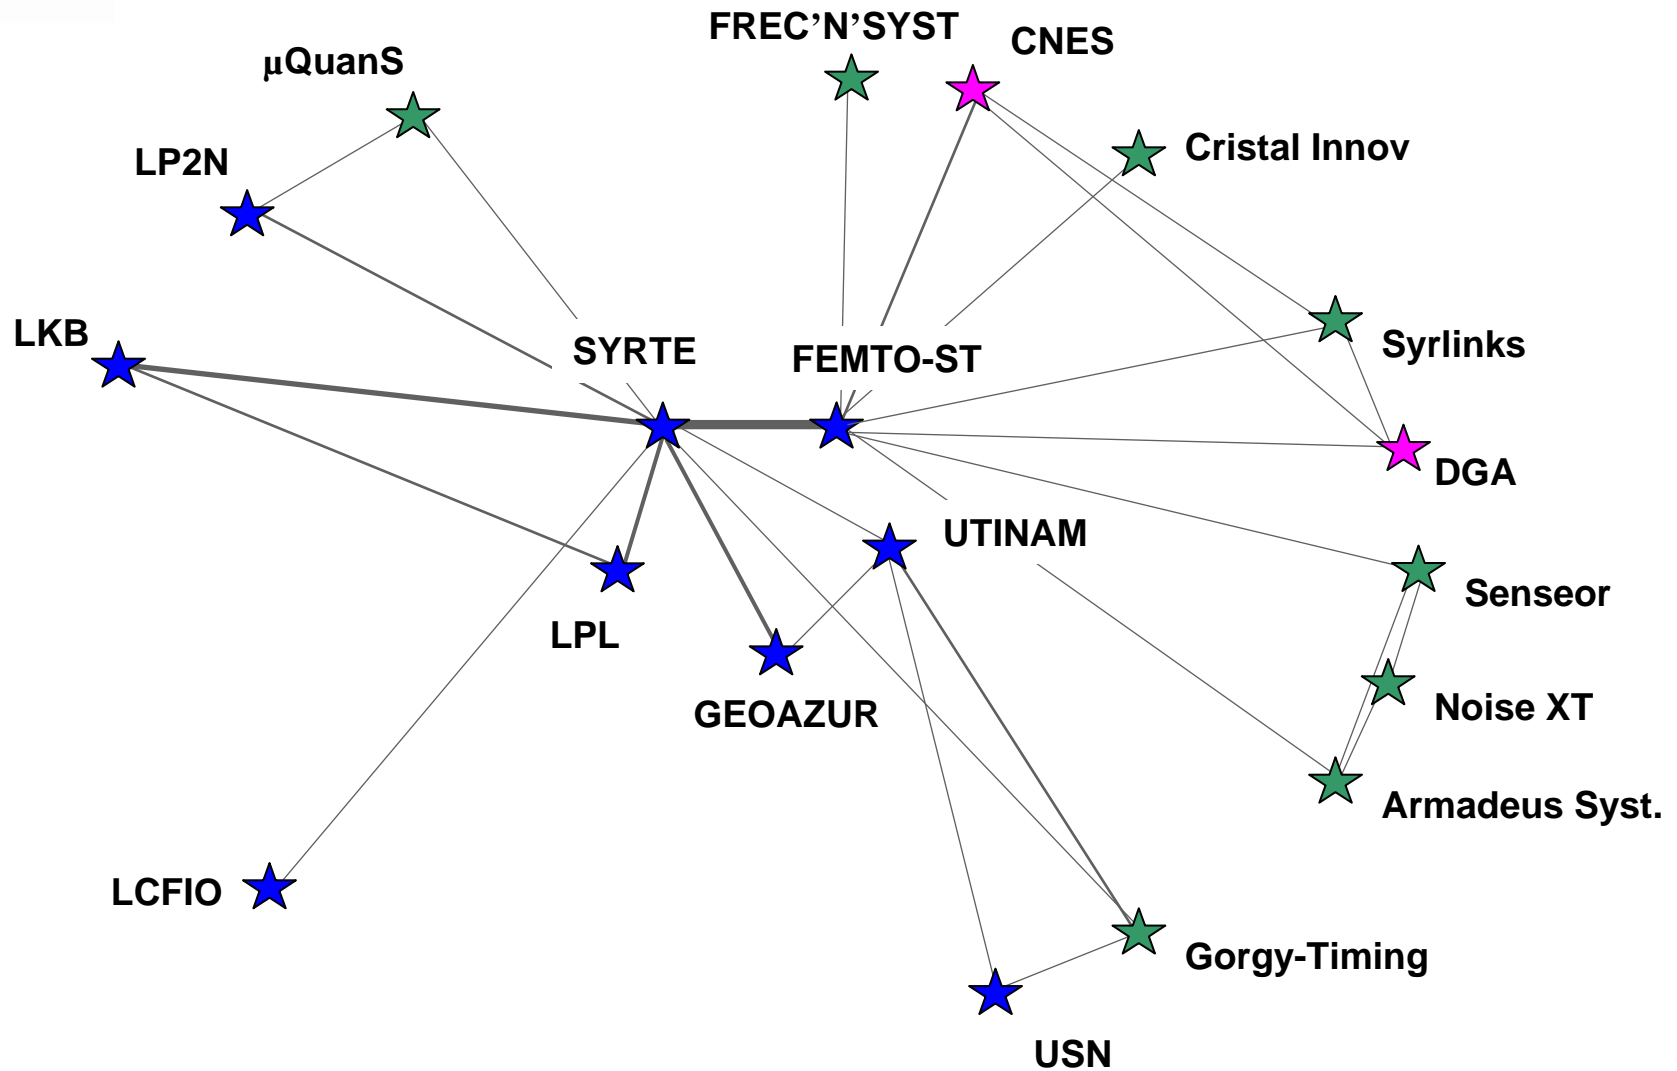 FREC’N’SYST
CNES
μQuanS
Cristal Innov
LP2N
LKB
SYRTE
FEMTO-ST
Syrlinks
DGA
UTINAM
Senseor
LPL
GEOAZUR
Noise XT
Armadeus Syst.
LCFIO
Gorgy-Timing
USN